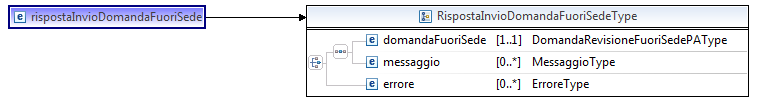 e rispostaInvioDomandaFuoriSede
RispostaInvioDomandaFuoriSedeType
e domandaFuoriSede [1..1] DomandaRevisioneFuoriSedePAType
e messaggio [0..*] MessaggioType
e errore [0..*] ErroreType